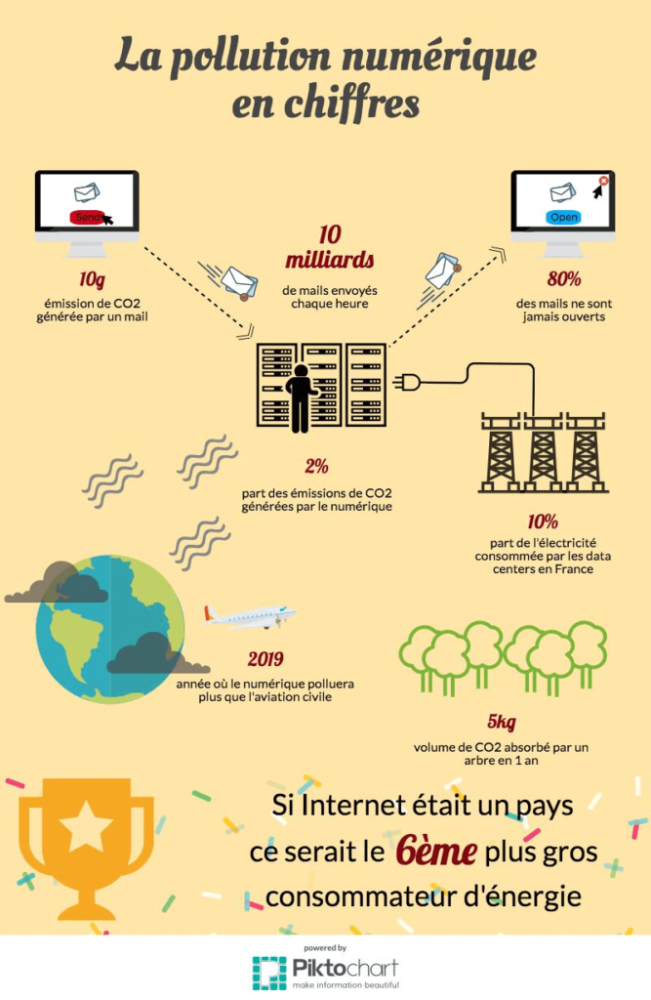 La pollution numérique
en chiffres
Send
Open
10g
émission de CO2
générée par un mail
10
milliards
de mails envoyés
chaque heure
80%
des mails ne sont
jamais ouverts
2%
part des émissions de CO2
générées par le numérique
10%
part de l'électricité
consommée par les data
centers en France
2019
année où le numérique polluera
plus que l'aviation civile
5kg
volume de CO2 absorbé par un
arbre en 1 an
Si Internet était un pays
ce serait le 6ème plus gros
consommateur d'énergie
powered by
Piktochart
make information beautiful